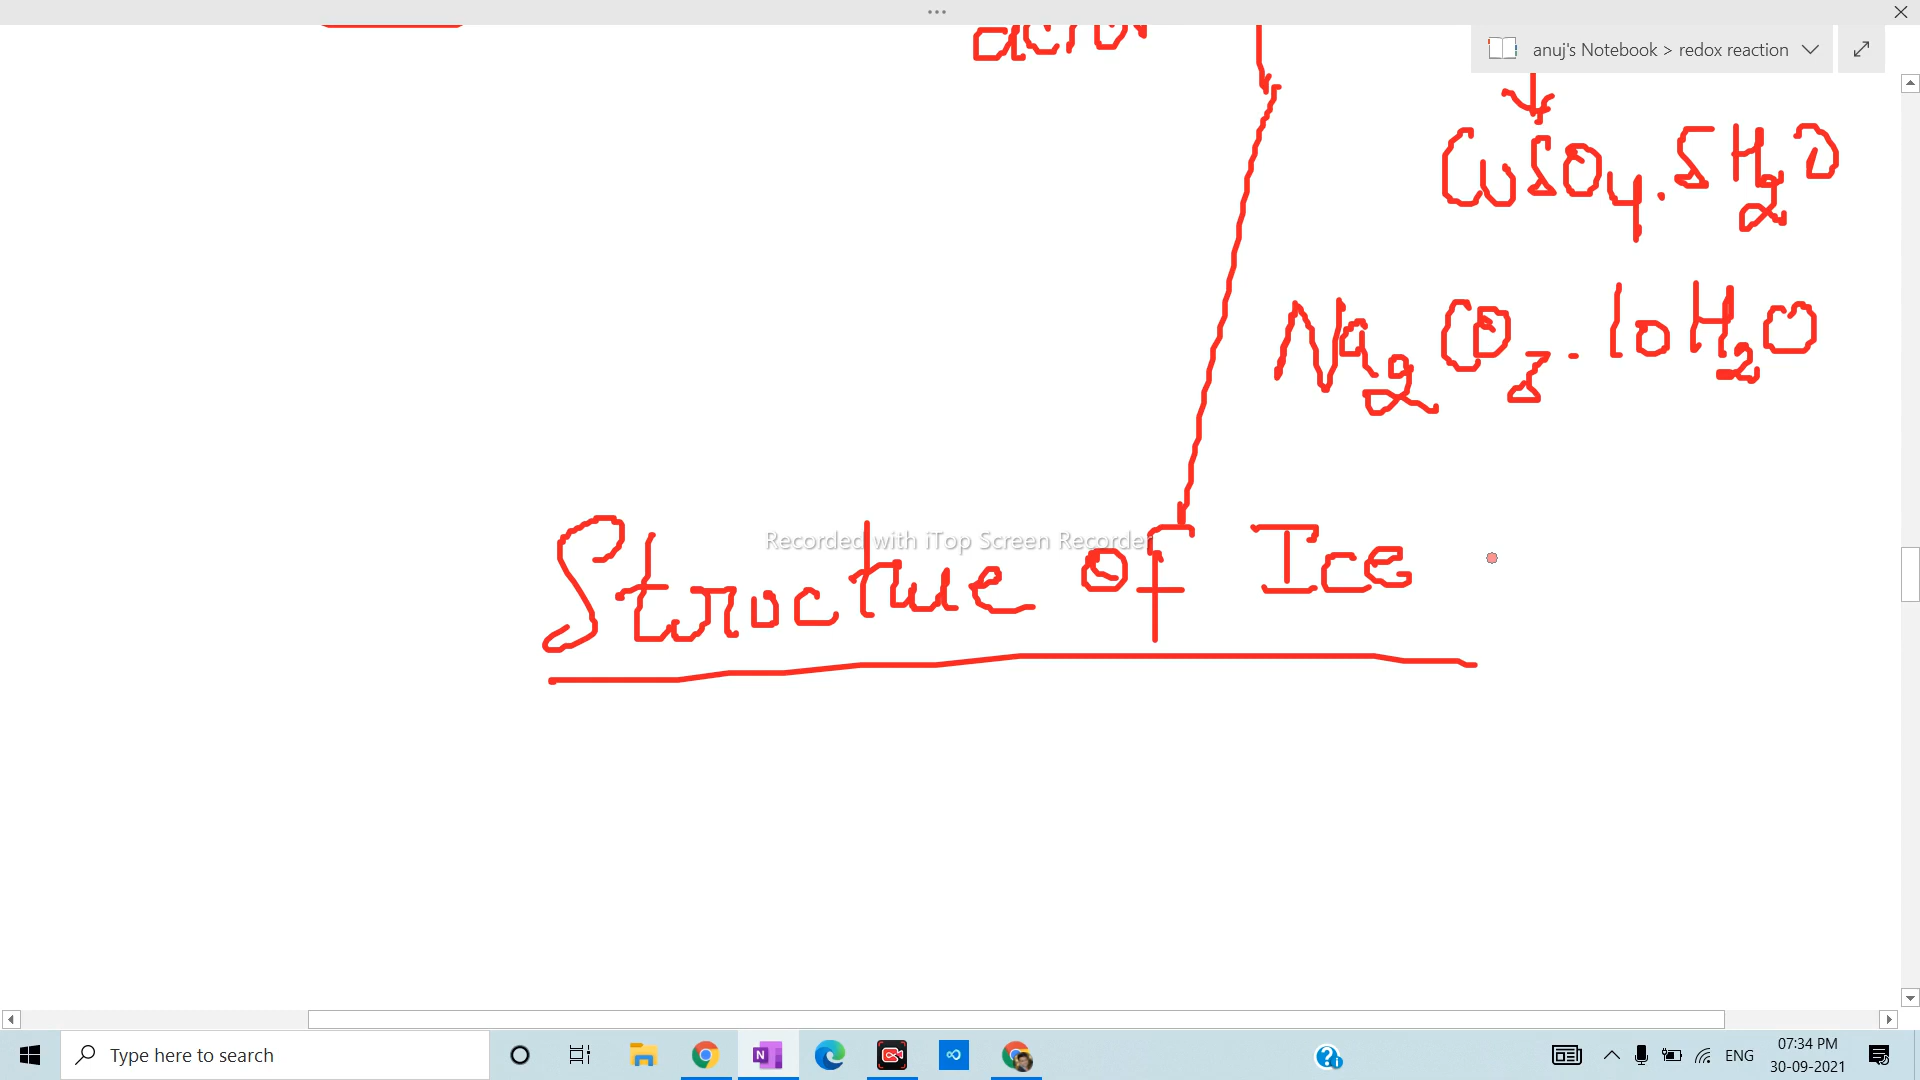 anuj's Notebook > redox reaction
CuSO4.5H2O
Na2CO3.10H2O
Structue of Ice
Recorded with iTop Screen Recorder
Type here to search
ENG
07:34 PM
30-09-2021